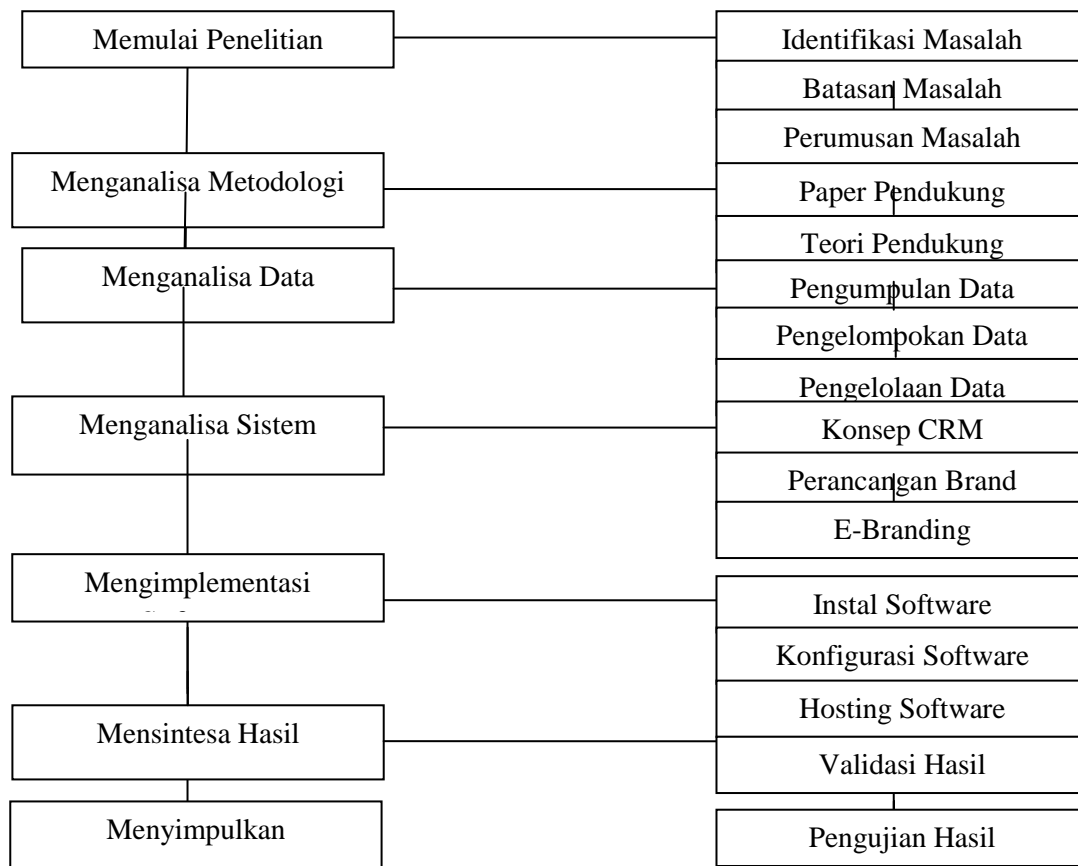 Memulai Penelitian
Identifikasi Masalah
Batasan Masalah
Perumusan Masalah
Menganalisa Metodologi
Paper Pendukung
Teori Pendukung
Menganalisa Data
Pengumpulan Data
Pengelompokan Data
Pengelolaan Data
Menganalisa Sistem
Konsep CRM
Perancangan Brand
E-Branding
Mengimplementasi
Instal Software
Konfigurasi Software
Hosting Software
Mensintesa Hasil
Validasi Hasil
Menyimpulkan
Pengujian Hasil